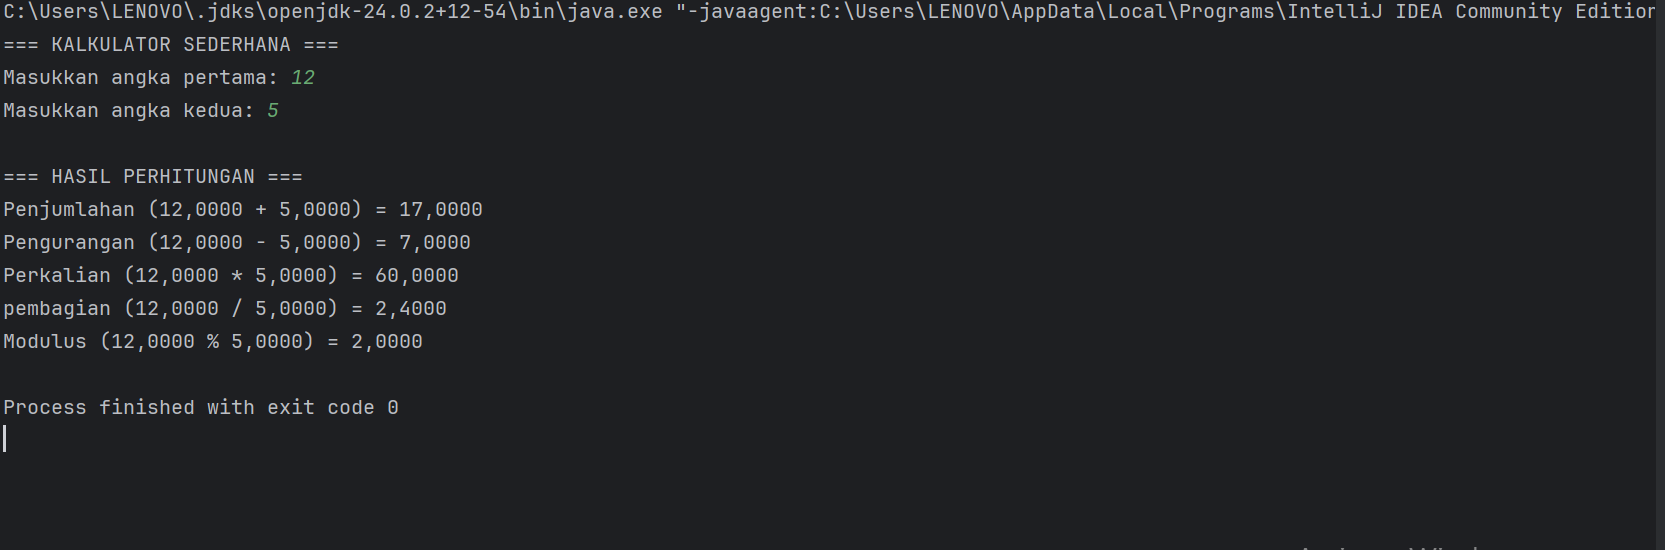 C:\Users\LENOVO\.jdks\openjdk-24.0.2+12-54\bin\java.exe "-javaagent:C:\Users\LENOVO\AppData\Local\Programs\IntelliJ IDEA Community Edition
=== KALKULATOR SEDERHANA ===
Masukkan angka pertama: 12
Masukkan angka kedua: 5
=== HASIL PERHITUNGAN ===
Penjumlahan (12,0000 + 5,0000) = 17,0000
Pengurangan (12,0000 - 5,0000) = 7,0000
Perkalian (12,0000 * 5,0000) = 60,0000
pembagian (12,0000 / 5,0000) = 2,4000
Modulus (12,0000 % 5,0000) = 2,0000
Process finished with exit code 0